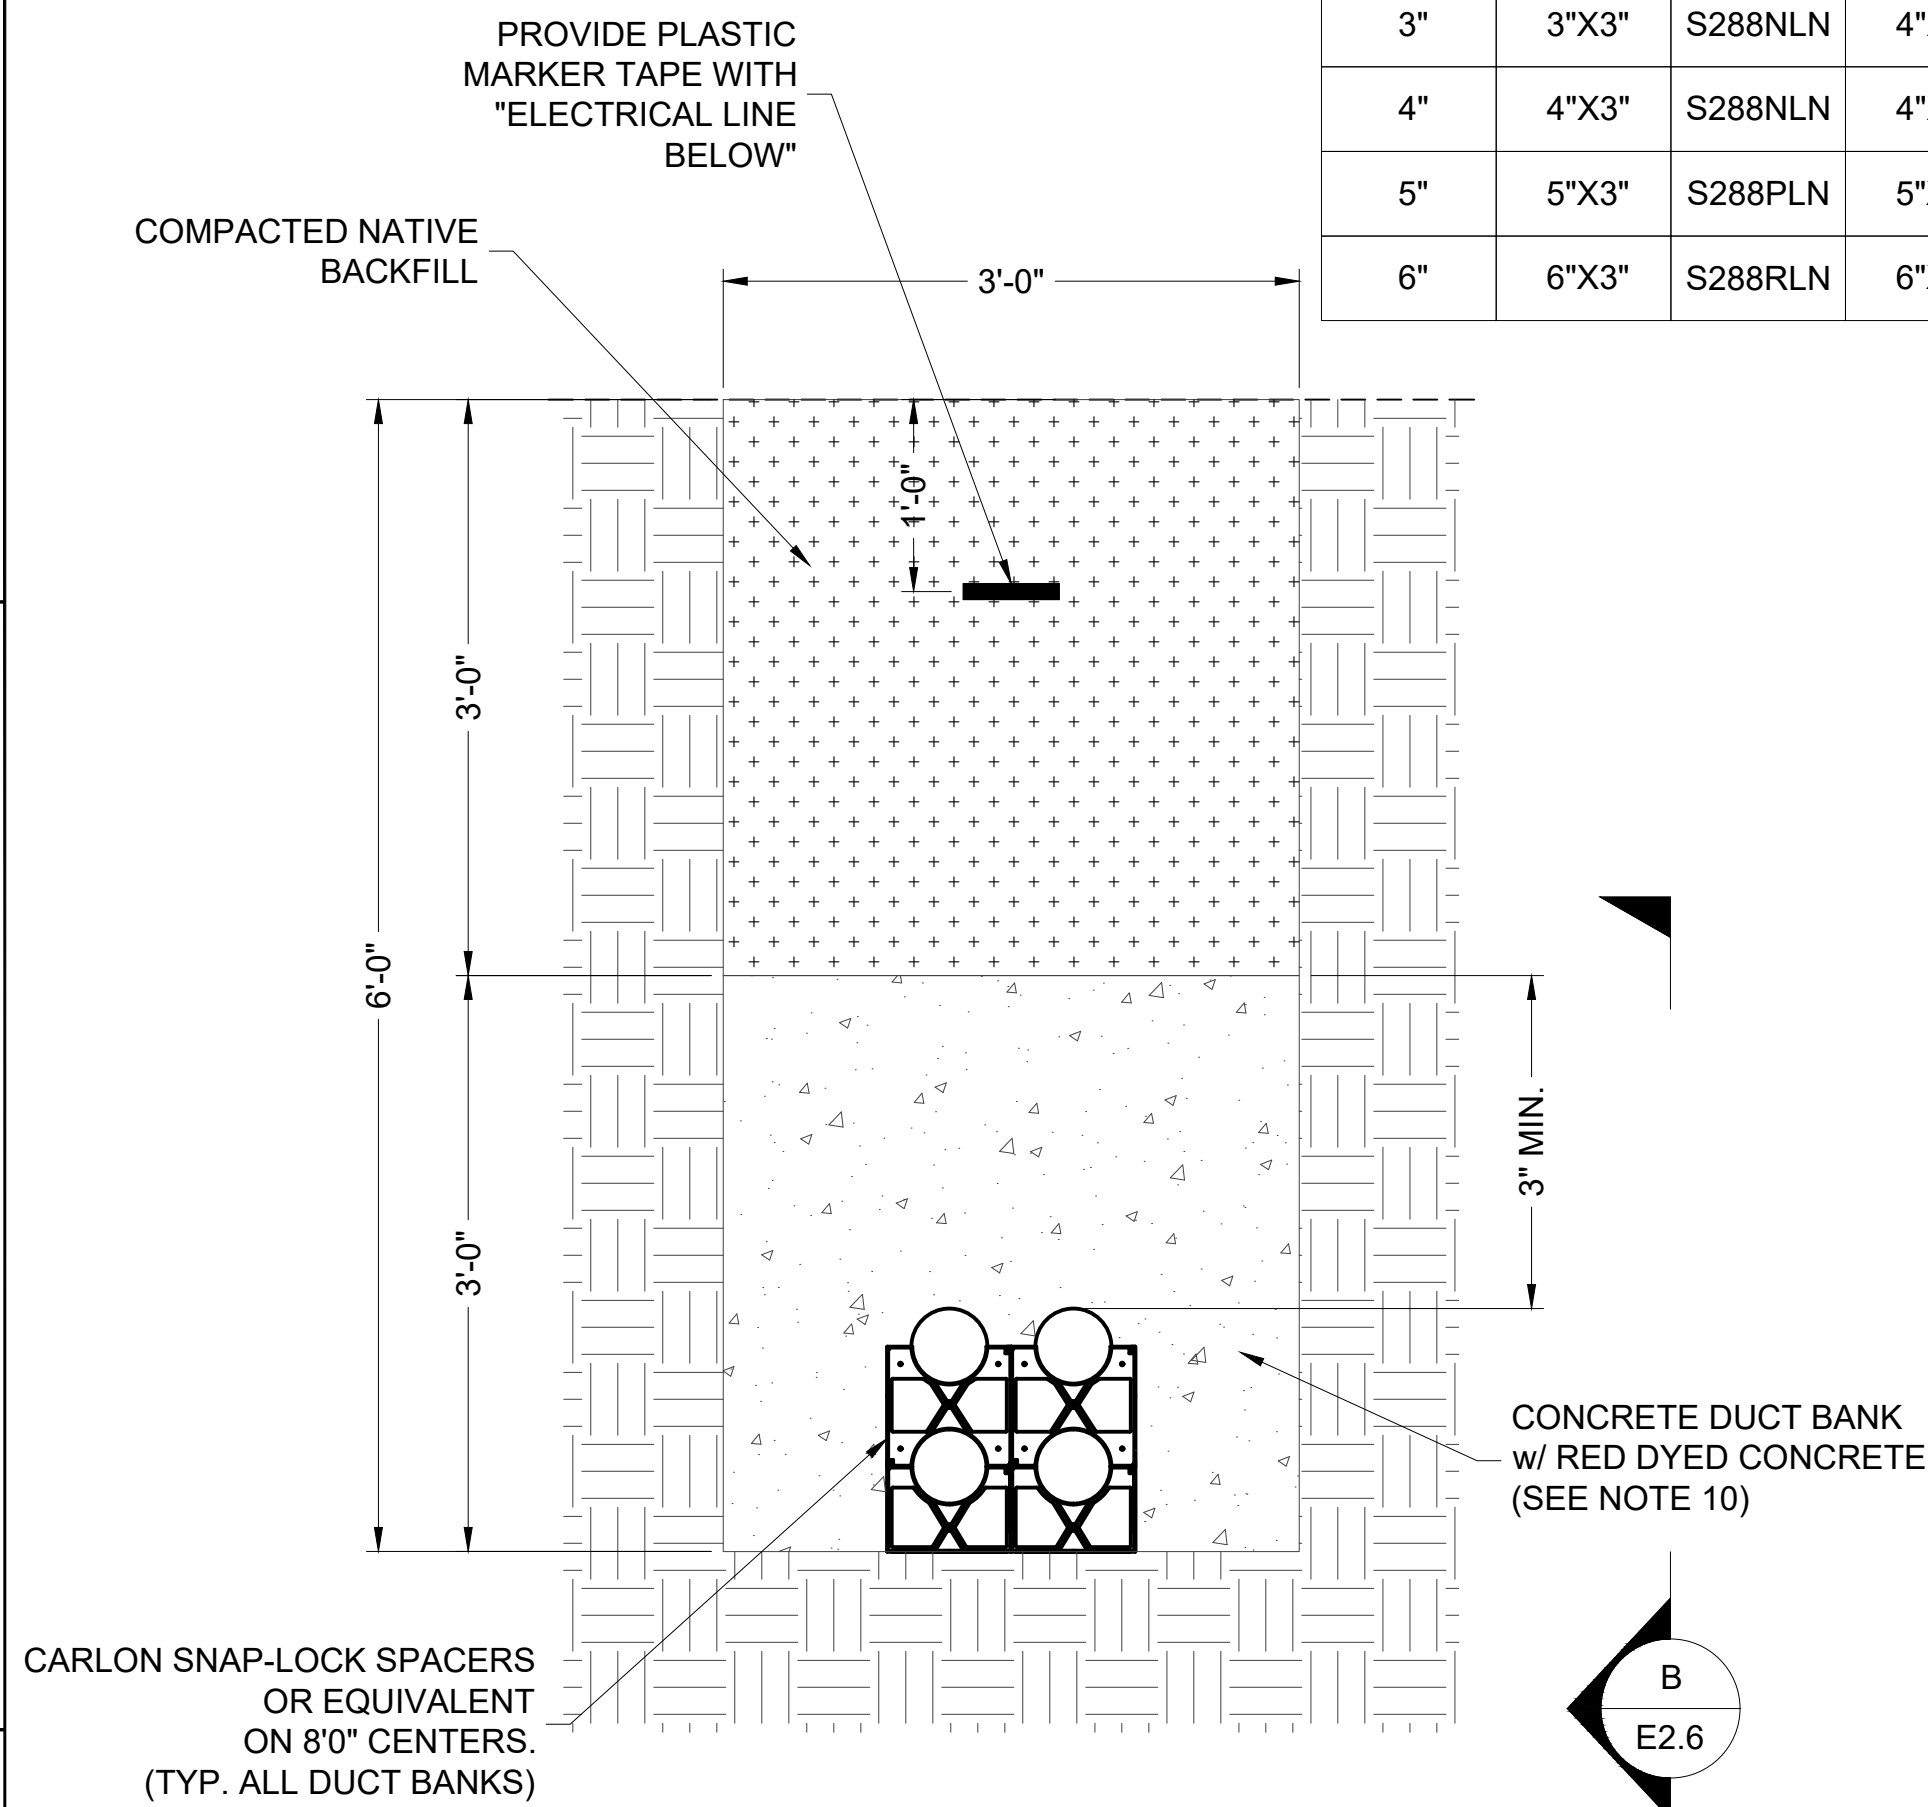 PROVIDE PLASTIC
MARKER TAPE WITH
"ELECTRICAL LINE
BELOW"
3" 3"X3" S288NLN 4"
4" 4"X3" S288NLN 4"
5" 5"X3" S288PLN 5"
6" 6"X3" S288RLN 6"
COMPACTED NATIVE
BACKFILL
3'-0"
1'-0"
3'-0"
6'-0"
3'-0"
3" MIN.
CONCRETE DUCT BANK
w/ RED DYED CONCRETE
(SEE NOTE 10)
CARLON SNAP-LOCK SPACERS
OR EQUIVALENT
ON 8'0" CENTERS.
(TYP. ALL DUCT BANKS)
B
E2.6